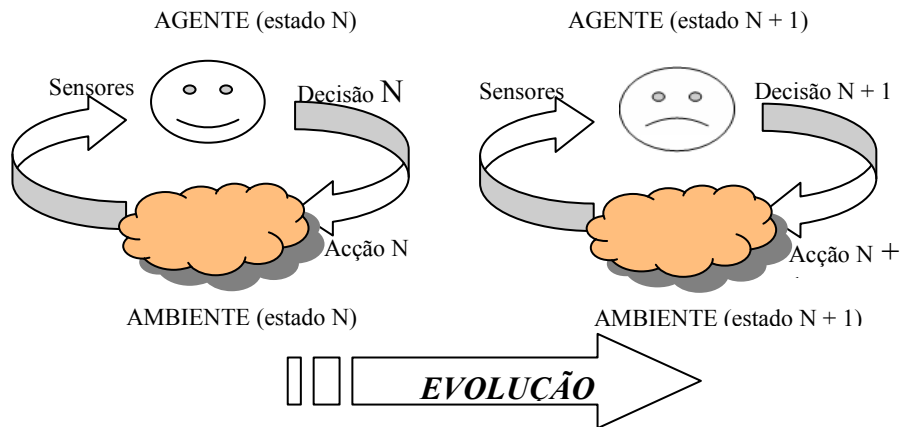 AGENTE (estado N)
AGENTE (estado N + 1)
Sensores
Decisão N
Sensores
Decisão N + 1
Acção N
Acção N +
AMBIENTE (estado N)
AMBIENTE (estado N + 1)
EVOLUÇÃO